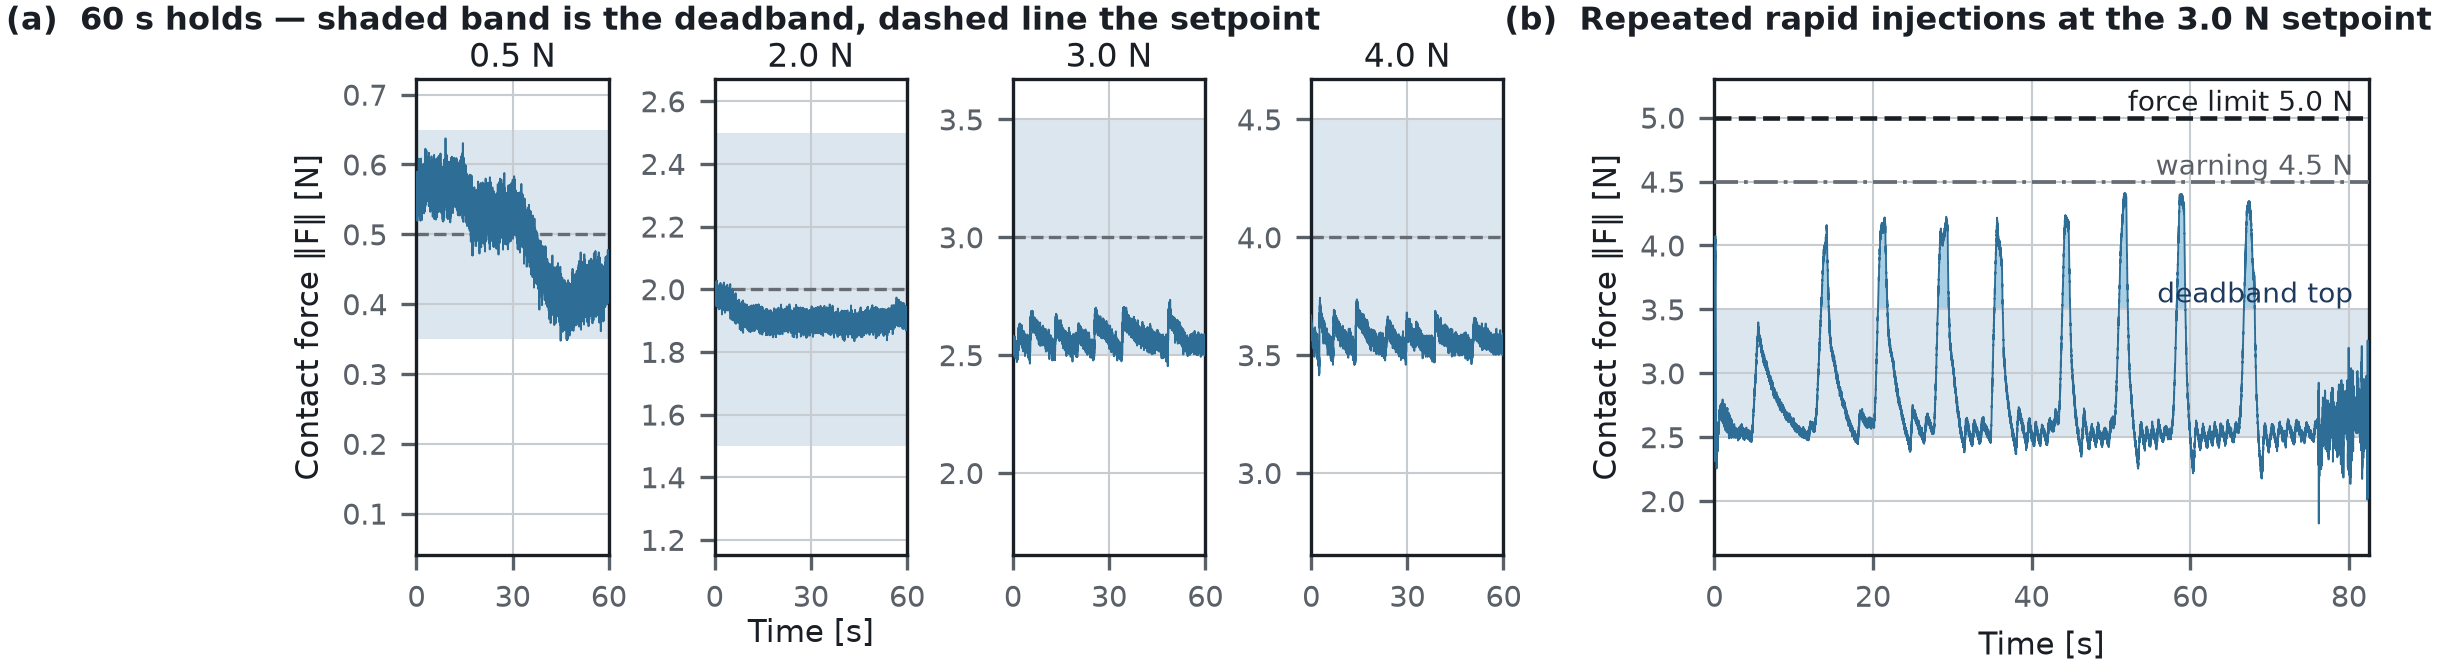 (a) 60 s holds — shaded band is the deadband, dashed line the setpoint
0.5 N
2.0 N
3.0 N
4.0 N
Contact force ‖F‖ [N]
0.7
0.6
0.5
0.4
0.3
0.2
0.1
0 30 60
2.6
2.4
2.2
2.0
1.8
1.6
1.4
1.2
0 30 60
3.5
3.0
2.5
2.0
0 30 60
4.5
4.0
3.5
3.0
0 30 60
Time [s]
(b) Repeated rapid injections at the 3.0 N setpoint
Contact force ‖F‖ [N]
5.0
4.5
4.0
3.5
3.0
2.5
2.0
force limit 5.0 N
warning 4.5 N
deadband top
0 20 40 60 80
Time [s]